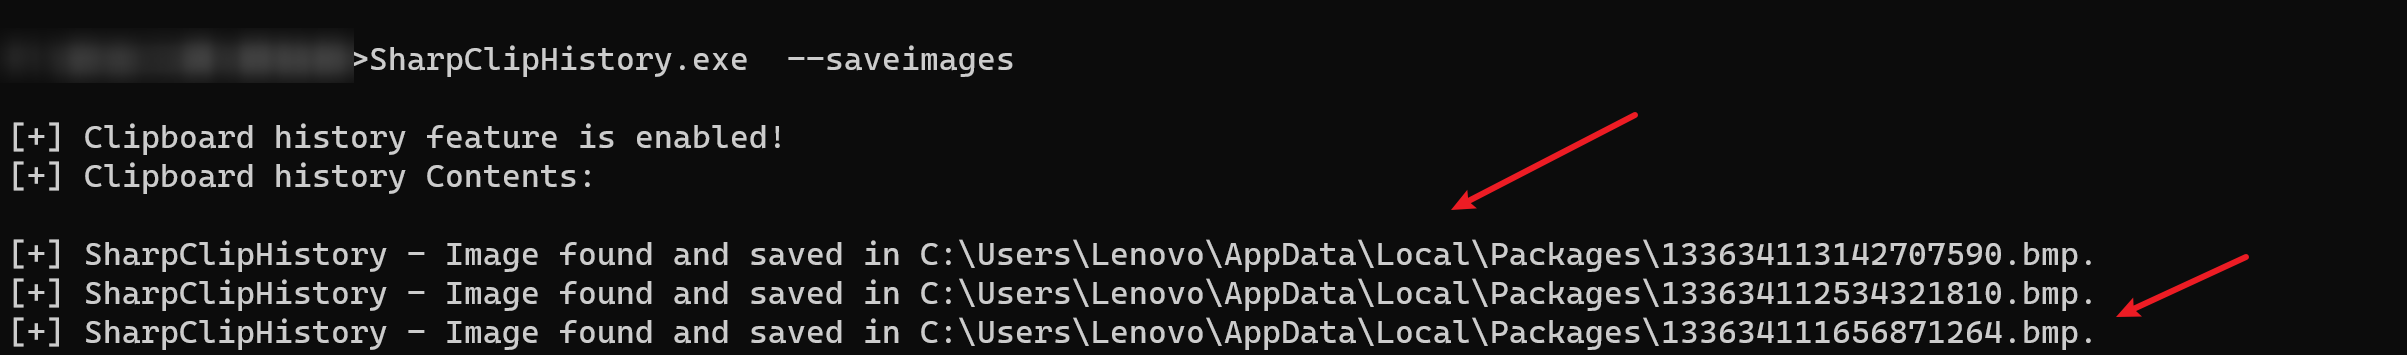 >SharpClipHistory.exe  --saveimages
[+] Clipboard history feature is enabled!
[+] Clipboard history Contents:
[+] SharpClipHistory - Image found and saved in C:\Users\Lenovo\AppData\Local\Packages\133634113142707590.bmp.
[+] SharpClipHistory - Image found and saved in C:\Users\Lenovo\AppData\Local\Packages\133634112534321810.bmp.
[+] SharpClipHistory - Image found and saved in C:\Users\Lenovo\AppData\Local\Packages\133634111656871264.bmp.